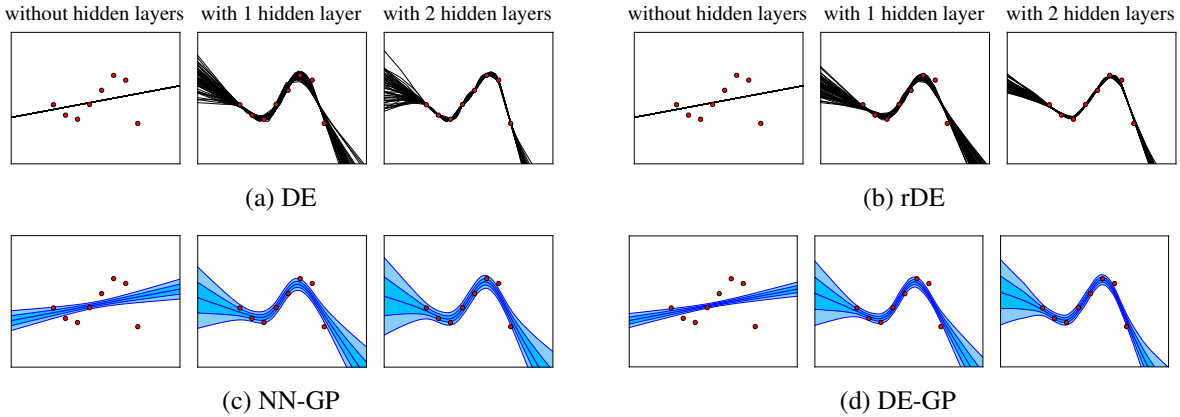 without hidden layers with 1 hidden layer with 2 hidden layers without hidden layers with 1 hidden layer with 2 hidden layers
(a) DE (b) rDE
(c) NN-GP (d) DE-GP